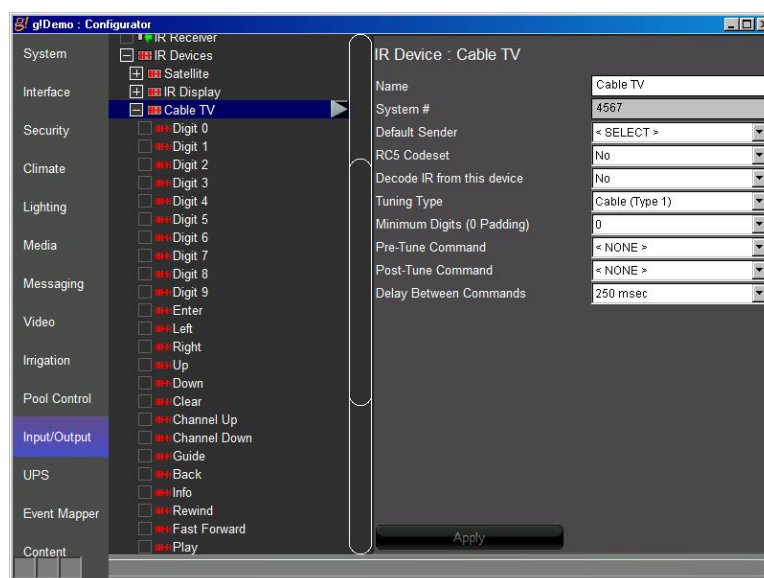 g! g!Demo : Configurator
System
Interface
Security
Climate
Lighting
Media
Messaging
Video
Irrigation
Pool Control
Input/Output
UPS
Event Mapper
Content
IR Receiver
IR Devices
Satellite
IR Display
Cable TV
Digit 0
Digit 1
Digit 2
Digit 3
Digit 4
Digit 5
Digit 6
Digit 7
Digit 8
Digit 9
Enter
Left
Right
Up
Down
Clear
Channel Up
Channel Down
Guide
Back
Info
Rewind
Fast Forward
Play
IR Device : Cable TV
Name Cable TV
System # 4567
Default Sender < SELECT >
RC5 Codeset No
Decode IR from this device No
Tuning Type Cable (Type 1)
Minimum Digits (0 Padding) 0
Pre-Tune Command < NONE >
Post-Tune Command < NONE >
Delay Between Commands 250 msec
Apply